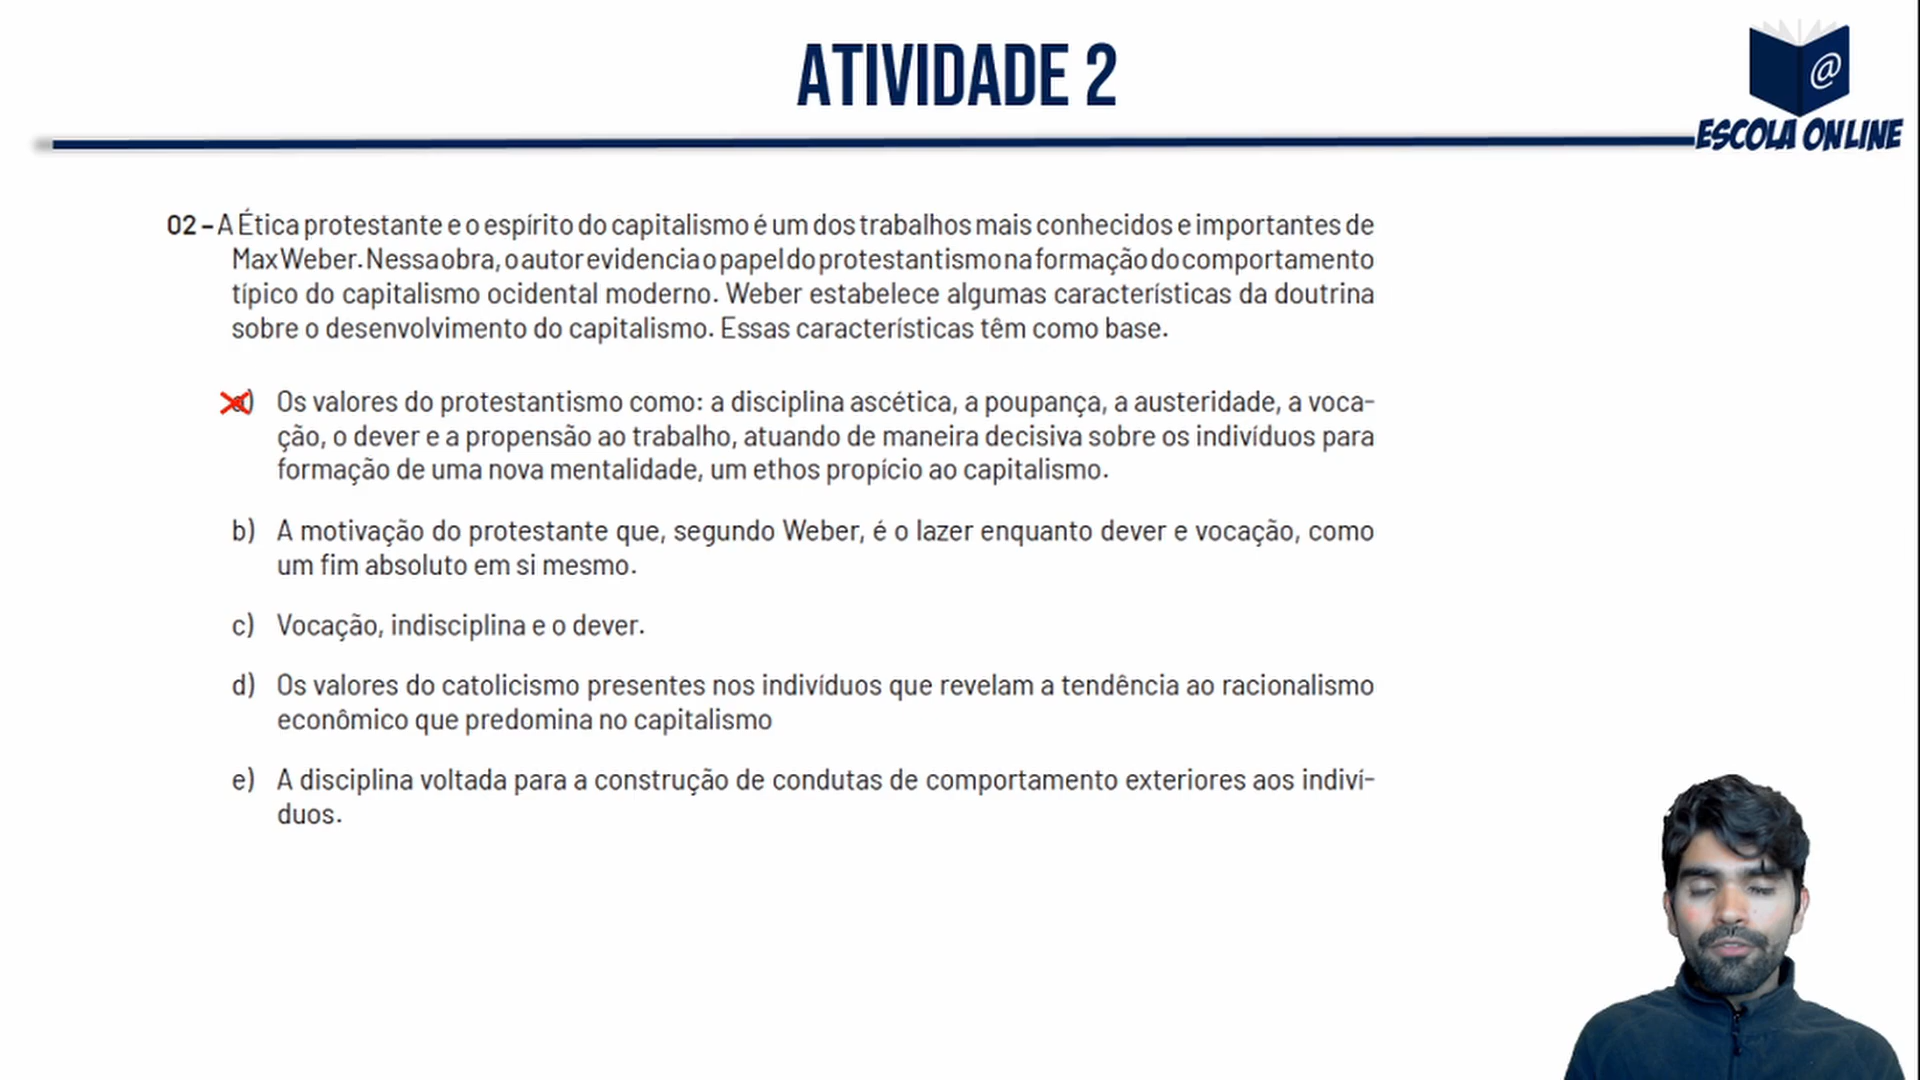 ATIVIDADE 2
@
ESCOLA ONLINE
02 – A Ética protestante e o espírito do capitalismo é um dos trabalhos mais conhecidos e importantes de
Max Weber. Nessa obra, o autor evidencia o papel do protestantismo na formação do comportamento
típico do capitalismo ocidental moderno. Weber estabelece algumas características da doutrina
sobre o desenvolvimento do capitalismo. Essas características têm como base.
a) Os valores do protestantismo como: a disciplina ascética, a poupança, a austeridade, a voca-
ção, o dever e a propensão ao trabalho, atuando de maneira decisiva sobre os indivíduos para
formação de uma nova mentalidade, um ethos propício ao capitalismo.
b) A motivação do protestante que, segundo Weber, é o lazer enquanto dever e vocação, como
um fim absoluto em si mesmo.
c) Vocação, indisciplina e o dever.
d) Os valores do catolicismo presentes nos indivíduos que revelam a tendência ao racionalismo
econômico que predomina no capitalismo
e) A disciplina voltada para a construção de condutas de comportamento exteriores aos indiví-
duos.